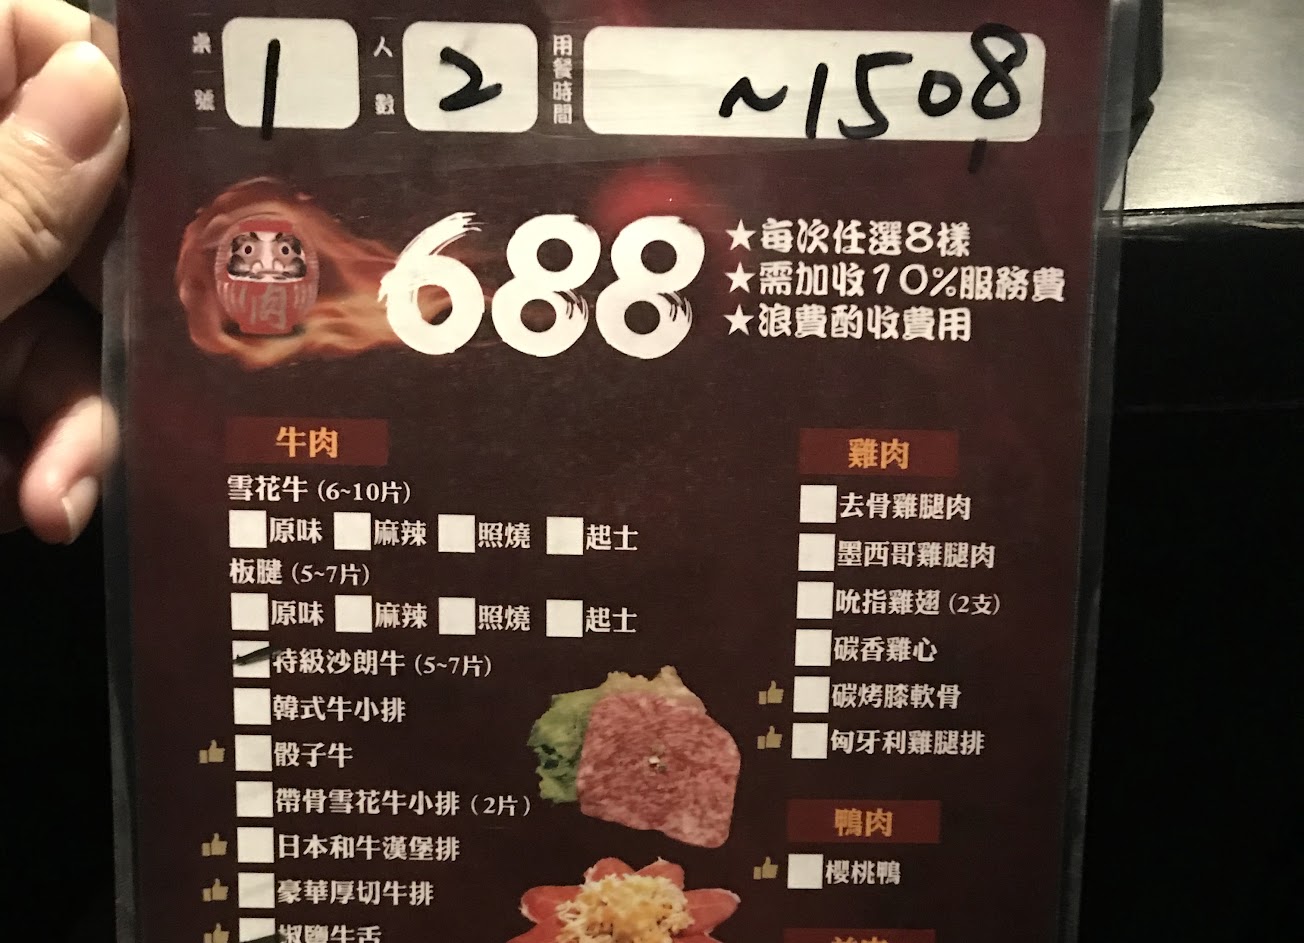 桌號 1 人數 2 用餐時間 ~1508
肉
688
★每次任選8樣
★需加收10%服務費
★浪費酌收費用
牛肉
雪花牛 (6~10片)
原味 麻辣 照燒 起士
板腱 (5~7片)
原味 麻辣 照燒 起士
特級沙朗牛 (5~7片)
韓式牛小排
骰子牛
帶骨雪花牛小排 (2片)
日本和牛漢堡排
豪華厚切牛排
椒鹽牛舌
雞肉
去骨雞腿肉
墨西哥雞腿肉
吮指雞翅 (2支)
碳香雞心
碳烤膝軟骨
匈牙利雞腿排
鴨肉
櫻桃鴨